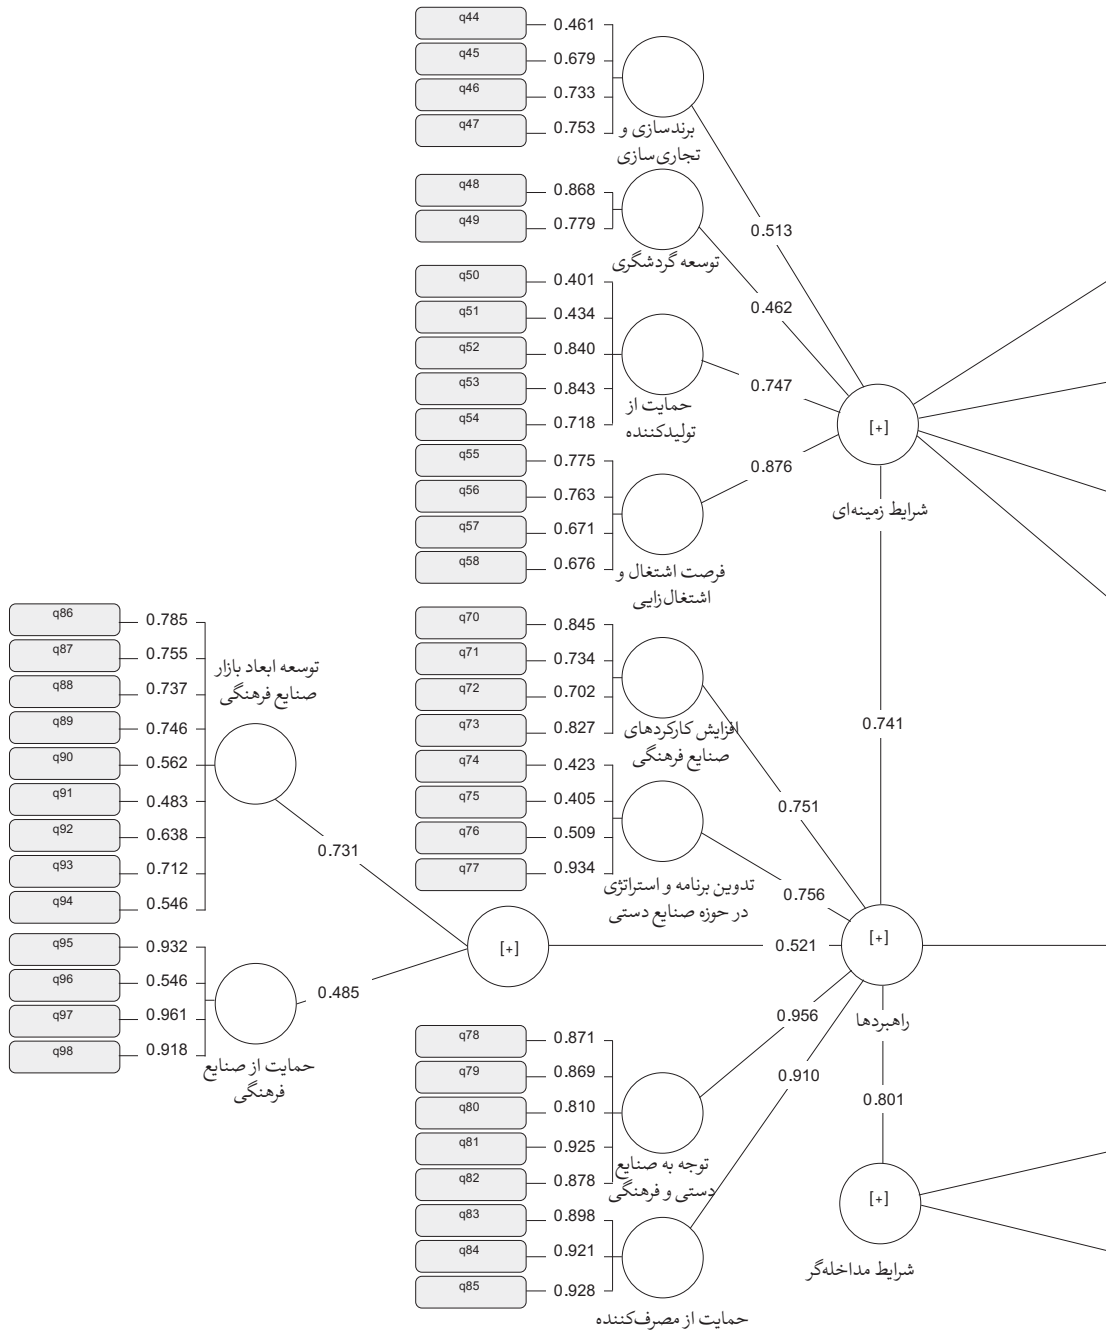 q44 0.461
q45 0.679
q46 0.733
q47 0.753
برندسازی و
تجاری‌سازی
q48 0.868
q49 0.779
توسعه گردشگری
q50 0.401
q51 0.434
q52 0.840
q53 0.843
q54 0.718
حمایت از
تولیدکننده
q55 0.775
q56 0.763
q57 0.671
q58 0.676
فرصت اشتغال و
اشتغال‌زایی
0.513
0.462
0.747
0.876
[+]
شرایط زمینه‌ای
0.741
q70 0.845
q71 0.734
q72 0.702
q73 0.827
افزایش کارکردهای
صنایع فرهنگی
q74 0.423
q75 0.405
q76 0.509
q77 0.934
تدوین برنامه و استراتژی
در حوزه صنایع دستی
0.751
0.756
0.521
[+]
راهبردها
0.956
0.910
q78 0.871
q79 0.869
q80 0.810
q81 0.925
q82 0.878
توجه به صنایع
دستی و فرهنگی
q83 0.898
q84 0.921
q85 0.928
حمایت از مصرف‌کننده
0.801
[+]
شرایط مداخله‌گر
q86 0.785
q87 0.755
q88 0.737
q89 0.746
q90 0.562
q91 0.483
q92 0.638
q93 0.712
q94 0.546
توسعه ابعاد بازار
صنایع فرهنگی
0.731
[+]
0.485
q95 0.932
q96 0.546
q97 0.961
q98 0.918
حمایت از صنایع
فرهنگی